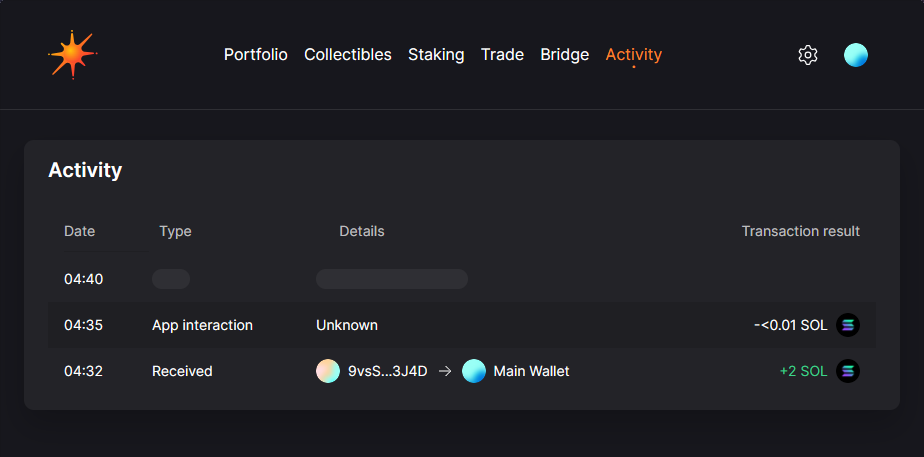 Portfolio Collectibles Staking Trade Bridge Activity
Activity
Date Type Details Transaction result
04:40
04:35 App interaction Unknown -<0.01 SOL
04:32 Received 9vsS...3J4D → Main Wallet +2 SOL